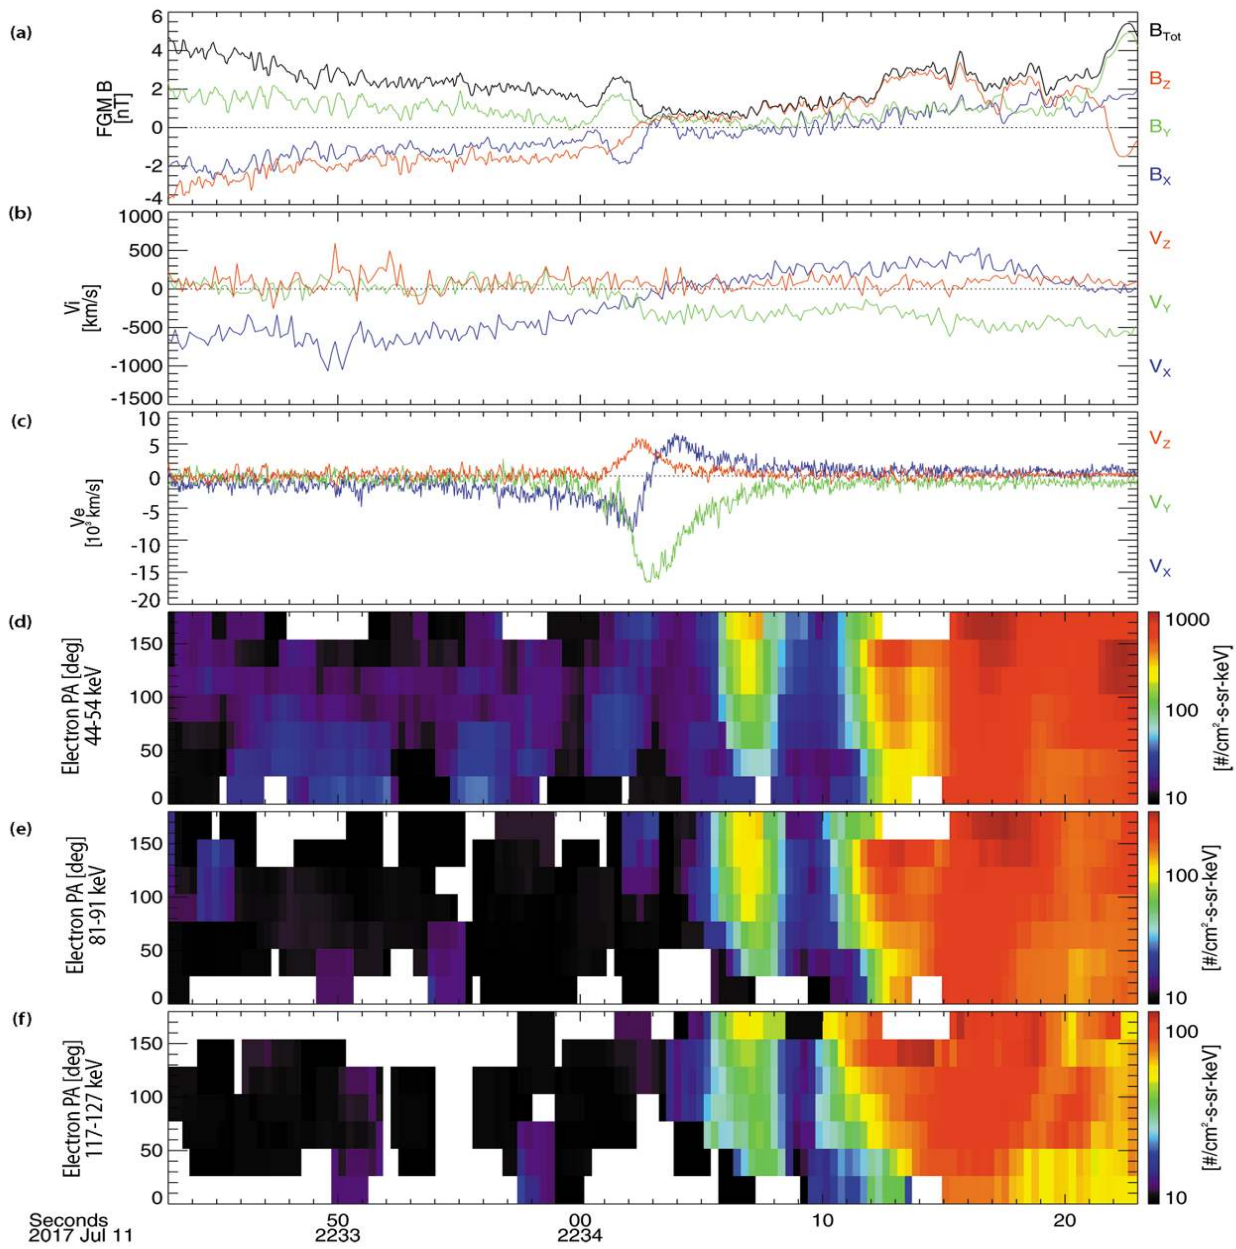 (a)
FGM B
[nT]
6
4
2
0
-2
-4
B_Tot
B_Z
B_Y
B_X
(b)
Vi
[km/s]
1000
500
0
-500
-1000
-1500
V_Z
V_Y
V_X
(c)
Ve
[10³ km/s]
10
5
0
-5
-10
-15
-20
V_Z
V_Y
V_X
(d)
Electron PA [deg]
44-54 keV
150
100
50
0
1000
100
10
[#/cm²-s-sr-keV]
(e)
Electron PA [deg]
81-91 keV
150
100
50
0
100
10
[#/cm²-s-sr-keV]
(f)
Electron PA [deg]
117-127 keV
150
100
50
0
100
10
[#/cm²-s-sr-keV]
Seconds 50 00 10 20
2017 Jul 11 2233 2234